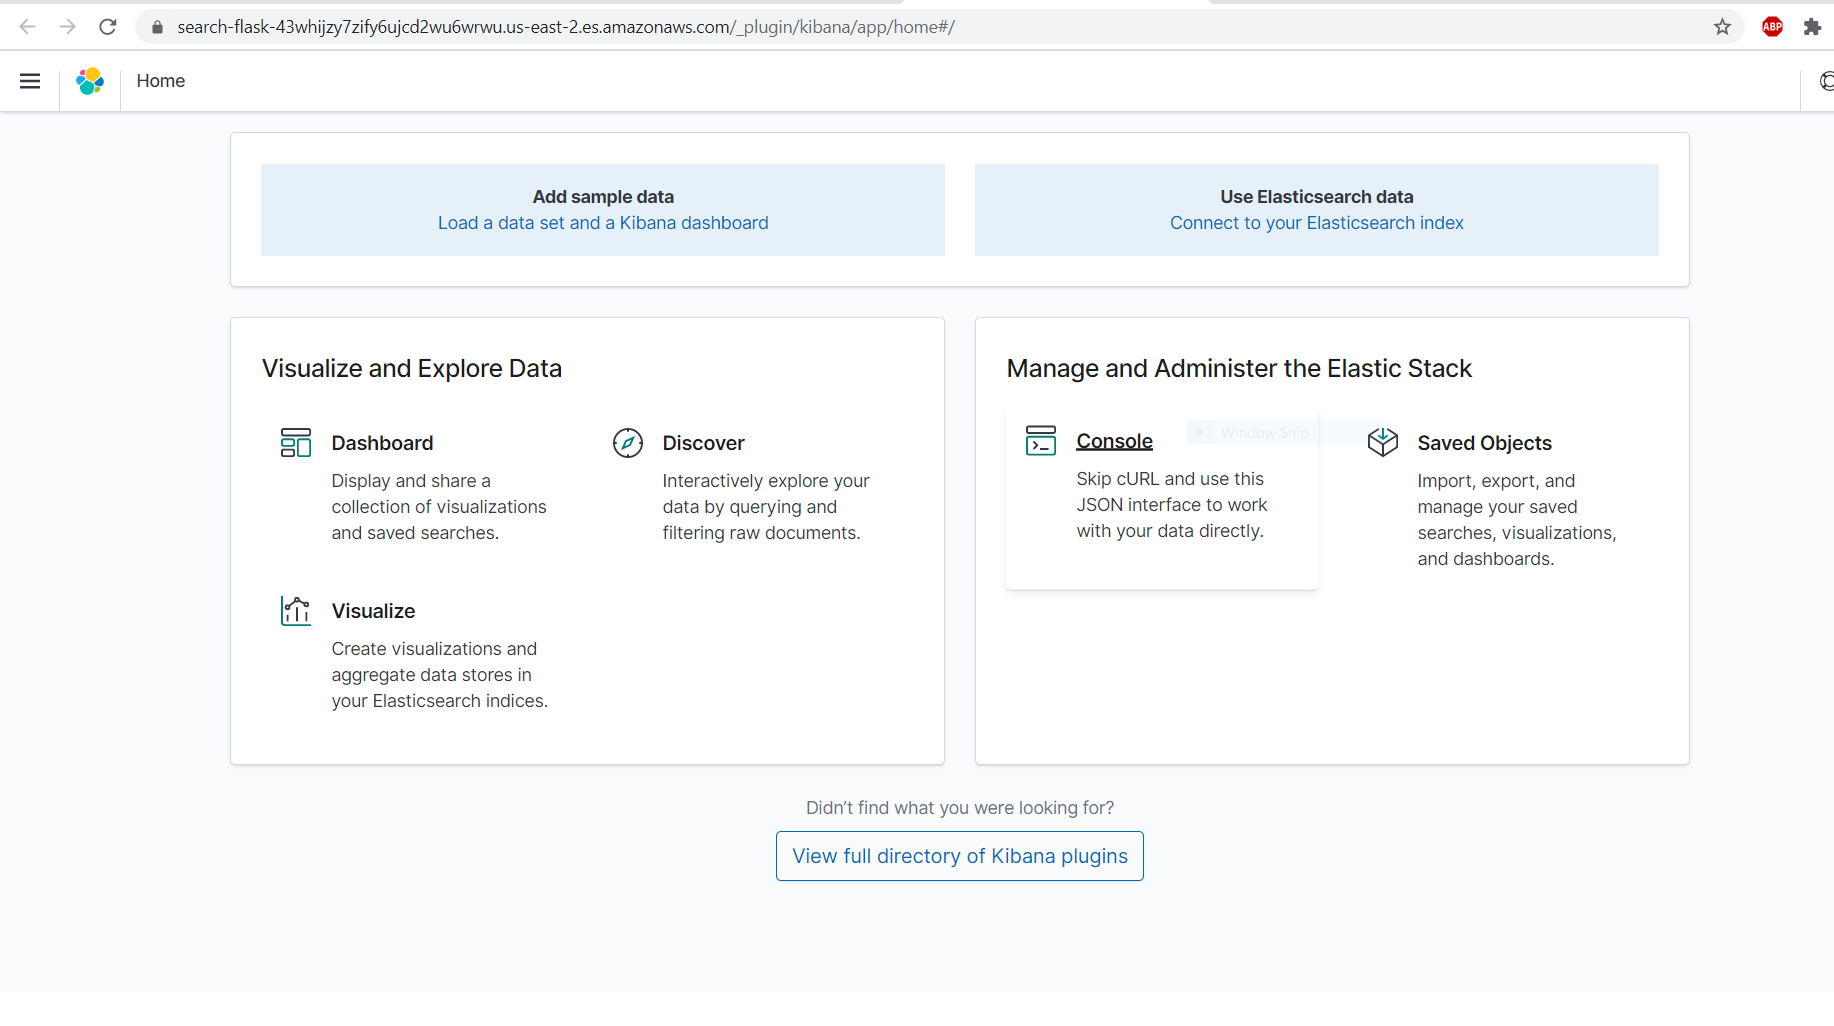 search-flask-43whijzy7zify6ujcd2wu6wrwu.us-east-2.es.amazonaws.com/_plugin/kibana/app/home#/
ABP
Home
Add sample data
Load a data set and a Kibana dashboard
Use Elasticsearch data
Connect to your Elasticsearch index
Visualize and Explore Data
Dashboard
Display and share a
collection of visualizations
and saved searches.
Discover
Interactively explore your
data by querying and
filtering raw documents.
Visualize
Create visualizations and
aggregate data stores in
your Elasticsearch indices.
Manage and Administer the Elastic Stack
Console
Window Snip
Skip cURL and use this
JSON interface to work
with your data directly.
Saved Objects
Import, export, and
manage your saved
searches, visualizations,
and dashboards.
Didn’t find what you were looking for?
View full directory of Kibana plugins